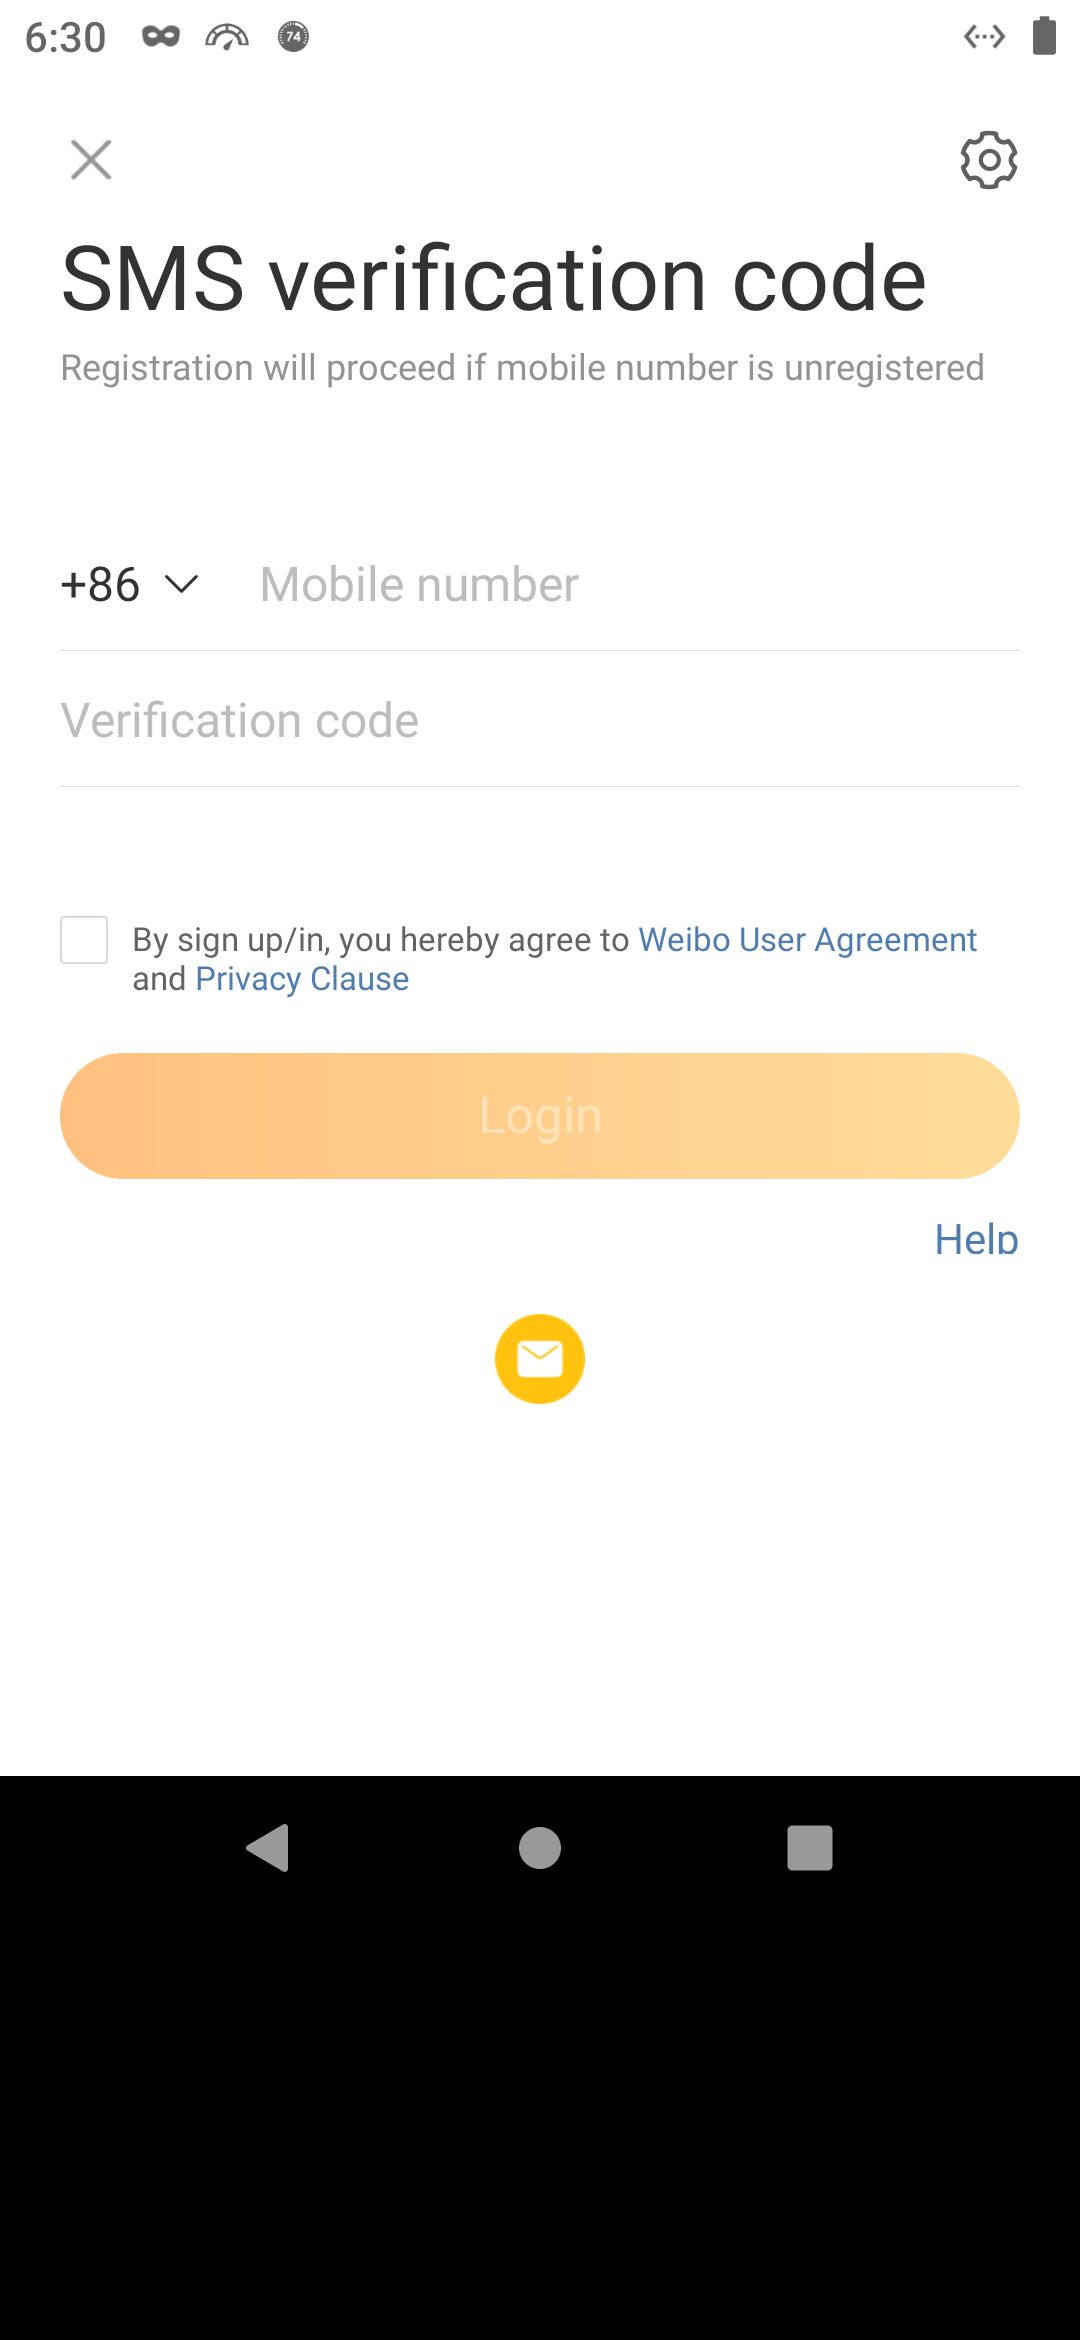 6:30
74
SMS verification code
Registration will proceed if mobile number is unregistered
+86 Mobile number
Verification code
By sign up/in, you hereby agree to Weibo User Agreement
and Privacy Clause
Login
Help